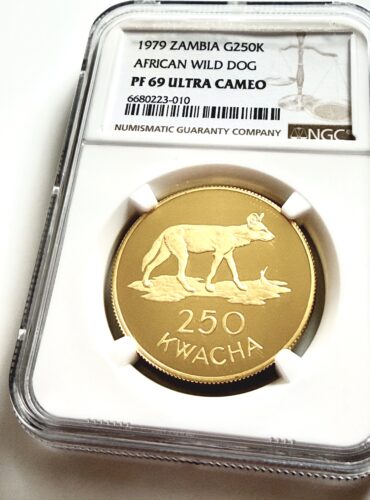 1979 ZAMBIA G250K
AFRICAN WILD DOG
PF 69 ULTRA CAMEO
6680223-010
NUMISMATIC GUARANTY COMPANY NGC
250
KWACHA